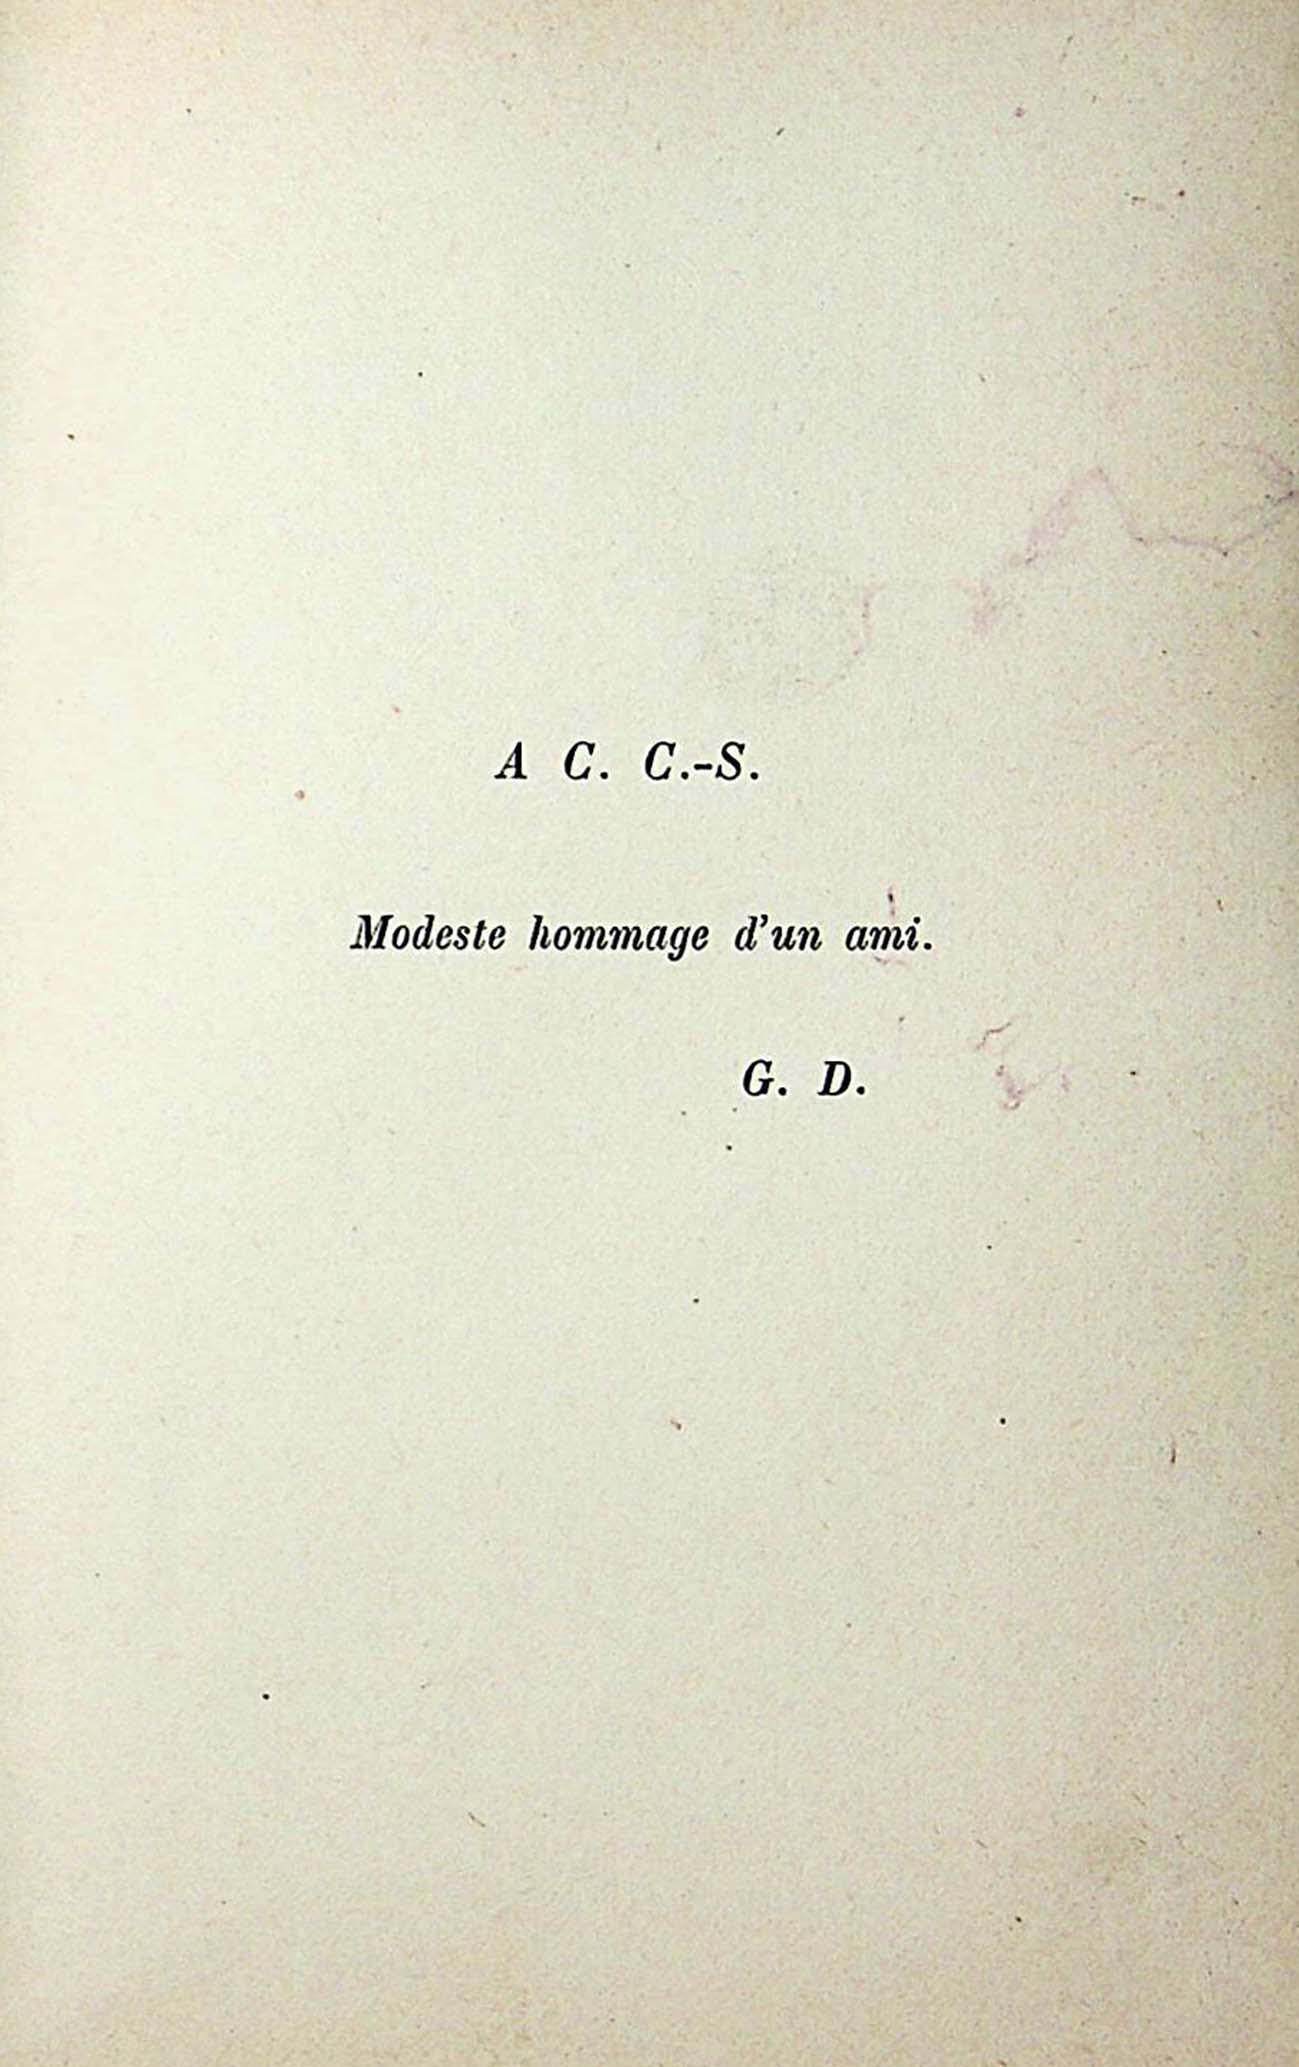 A C. C.-S.
Modeste hommage d'un ami.
G. D.